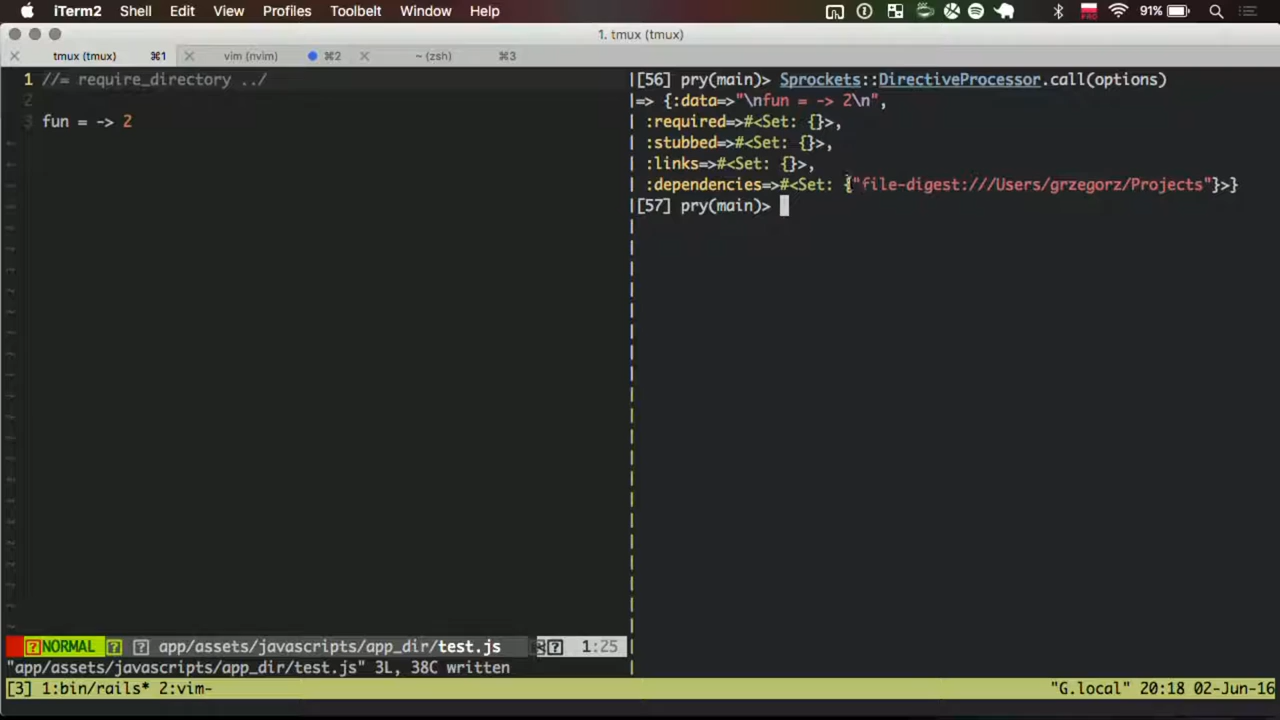 iTerm2 Shell Edit View Profiles Toolbelt Window Help 91%
1. tmux (tmux)
tmux (tmux) ⌘1 vim (nvim) ⌘2 ~ (zsh) ⌘3
1 //= require_directory ../
2
3 fun = -> 2
|[56] pry(main)> Sprockets::DirectiveProcessor.call(options)
|=> {:data=>"\nfun = -> 2\n",
| :required=>#<Set: {}>,
| :stubbed=>#<Set: {}>,
| :links=>#<Set: {}>,
| :dependencies=>#<Set: {"file-digest:///Users/grzegorz/Projects"}>}
|[57] pry(main)>
NORMAL app/assets/javascripts/app_dir/test.js 1:25
"app/assets/javascripts/app_dir/test.js" 3L, 38C written
[3] 1:bin/rails* 2:vim- "G.local" 20:18 02-Jun-16